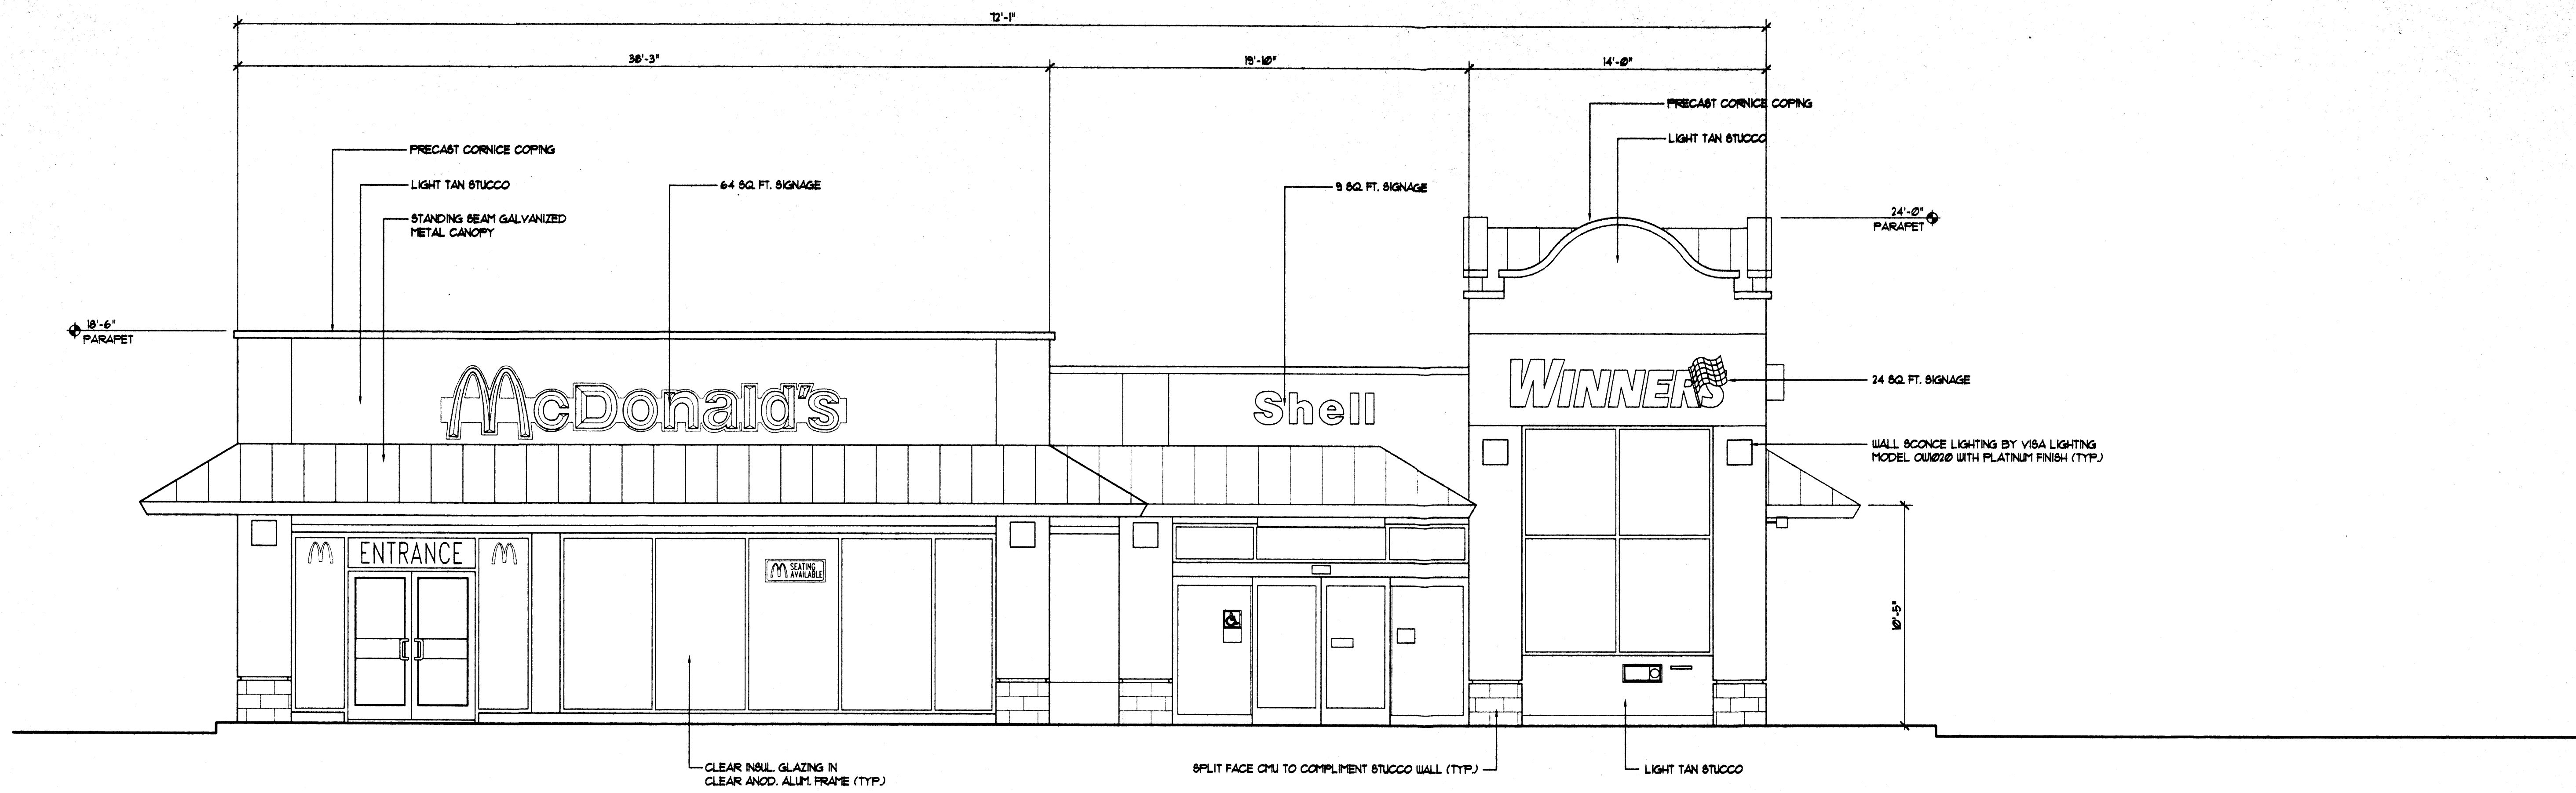 72'-1"
38'-3"
19'-10"
14'-0"
PRECAST CORNICE COPING
LIGHT TAN STUCCO
PRECAST CORNICE COPING
LIGHT TAN STUCCO
64 SQ. FT. SIGNAGE
9 SQ. FT. SIGNAGE
STANDING SEAM GALVANIZED
METAL CANOPY
24'-0"
PARAPET
18'-6"
PARAPET
McDonald's
Shell
WINNERS
24 SQ. FT. SIGNAGE
WALL SCONCE LIGHTING BY VISA LIGHTING
MODEL OW1020 WITH PLATINUM FINISH (TYP.)
ENTRANCE
SEATING
AVAILABLE
10'-5"
CLEAR INSUL. GLAZING IN
CLEAR ANOD. ALUM. FRAME (TYP.)
SPLIT FACE CMU TO COMPLIMENT STUCCO WALL (TYP.)
LIGHT TAN STUCCO